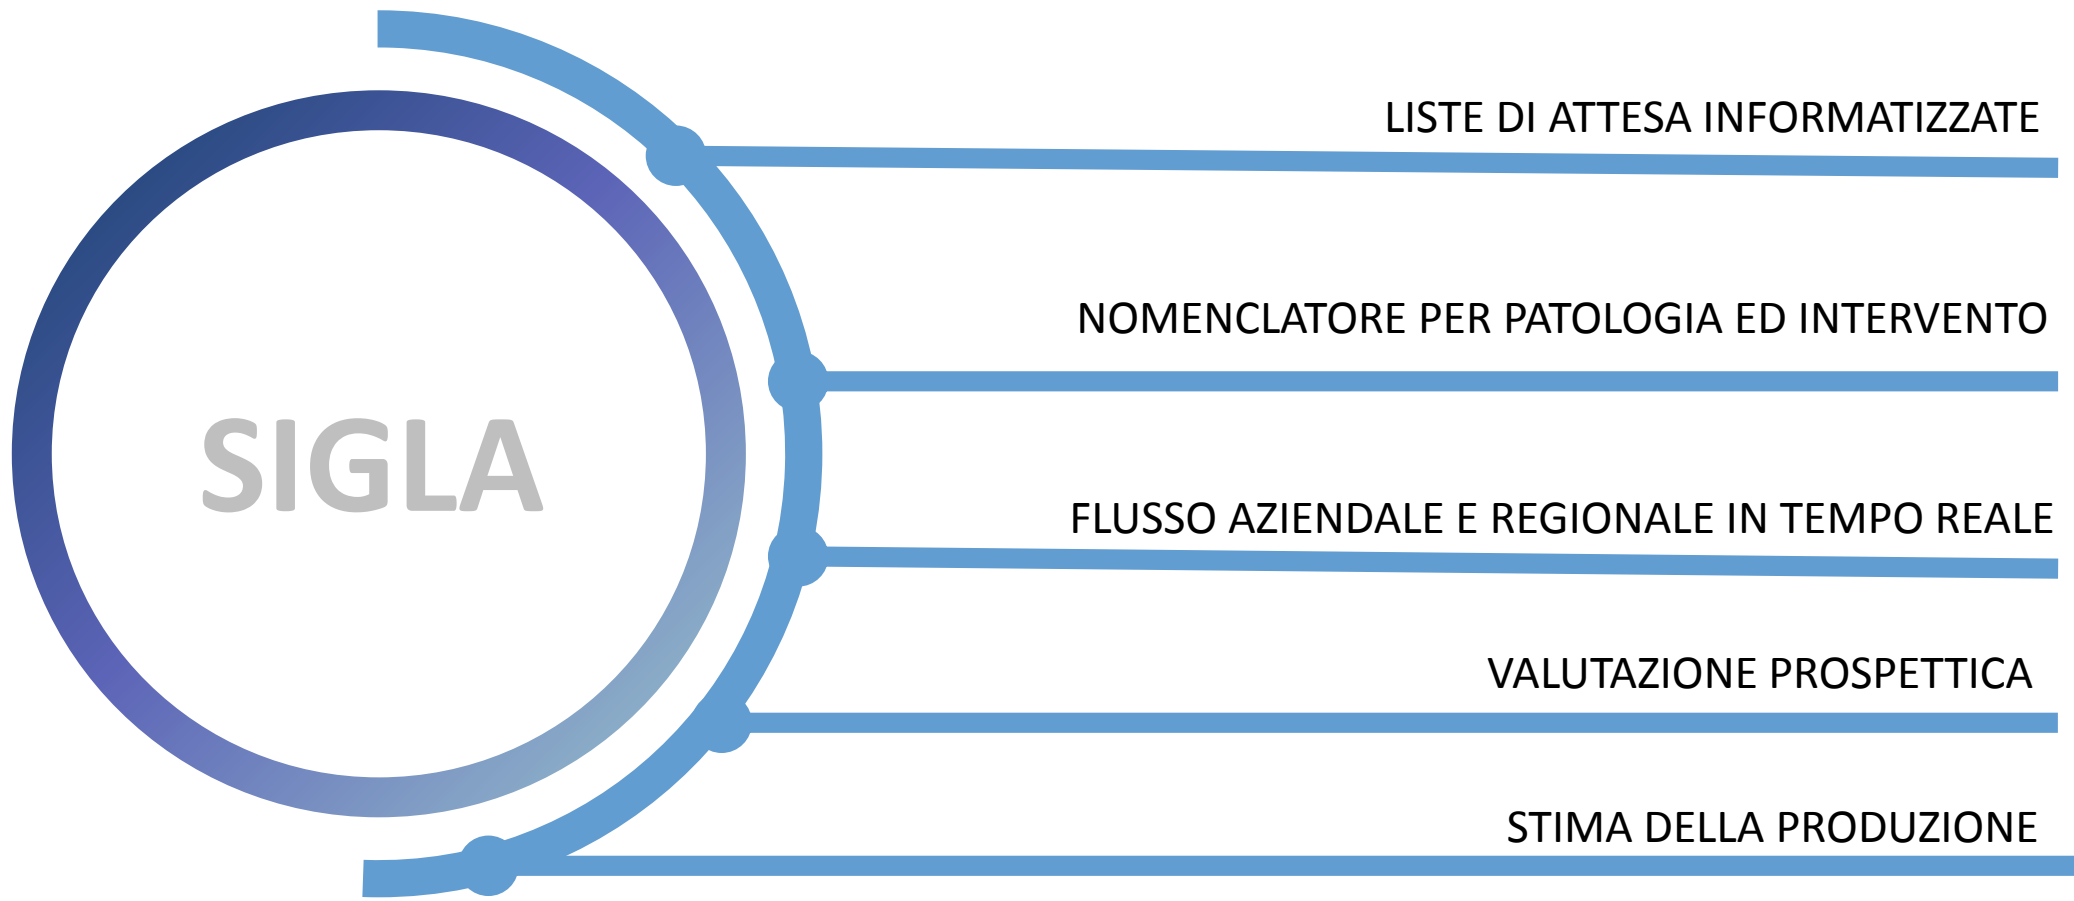 SIGLA
LISTE DI ATTESA INFORMATIZZATE
NOMENCLATORE PER PATOLOGIA ED INTERVENTO
FLUSSO AZIENDALE E REGIONALE IN TEMPO REALE
VALUTAZIONE PROSPETTICA
STIMA DELLA PRODUZIONE